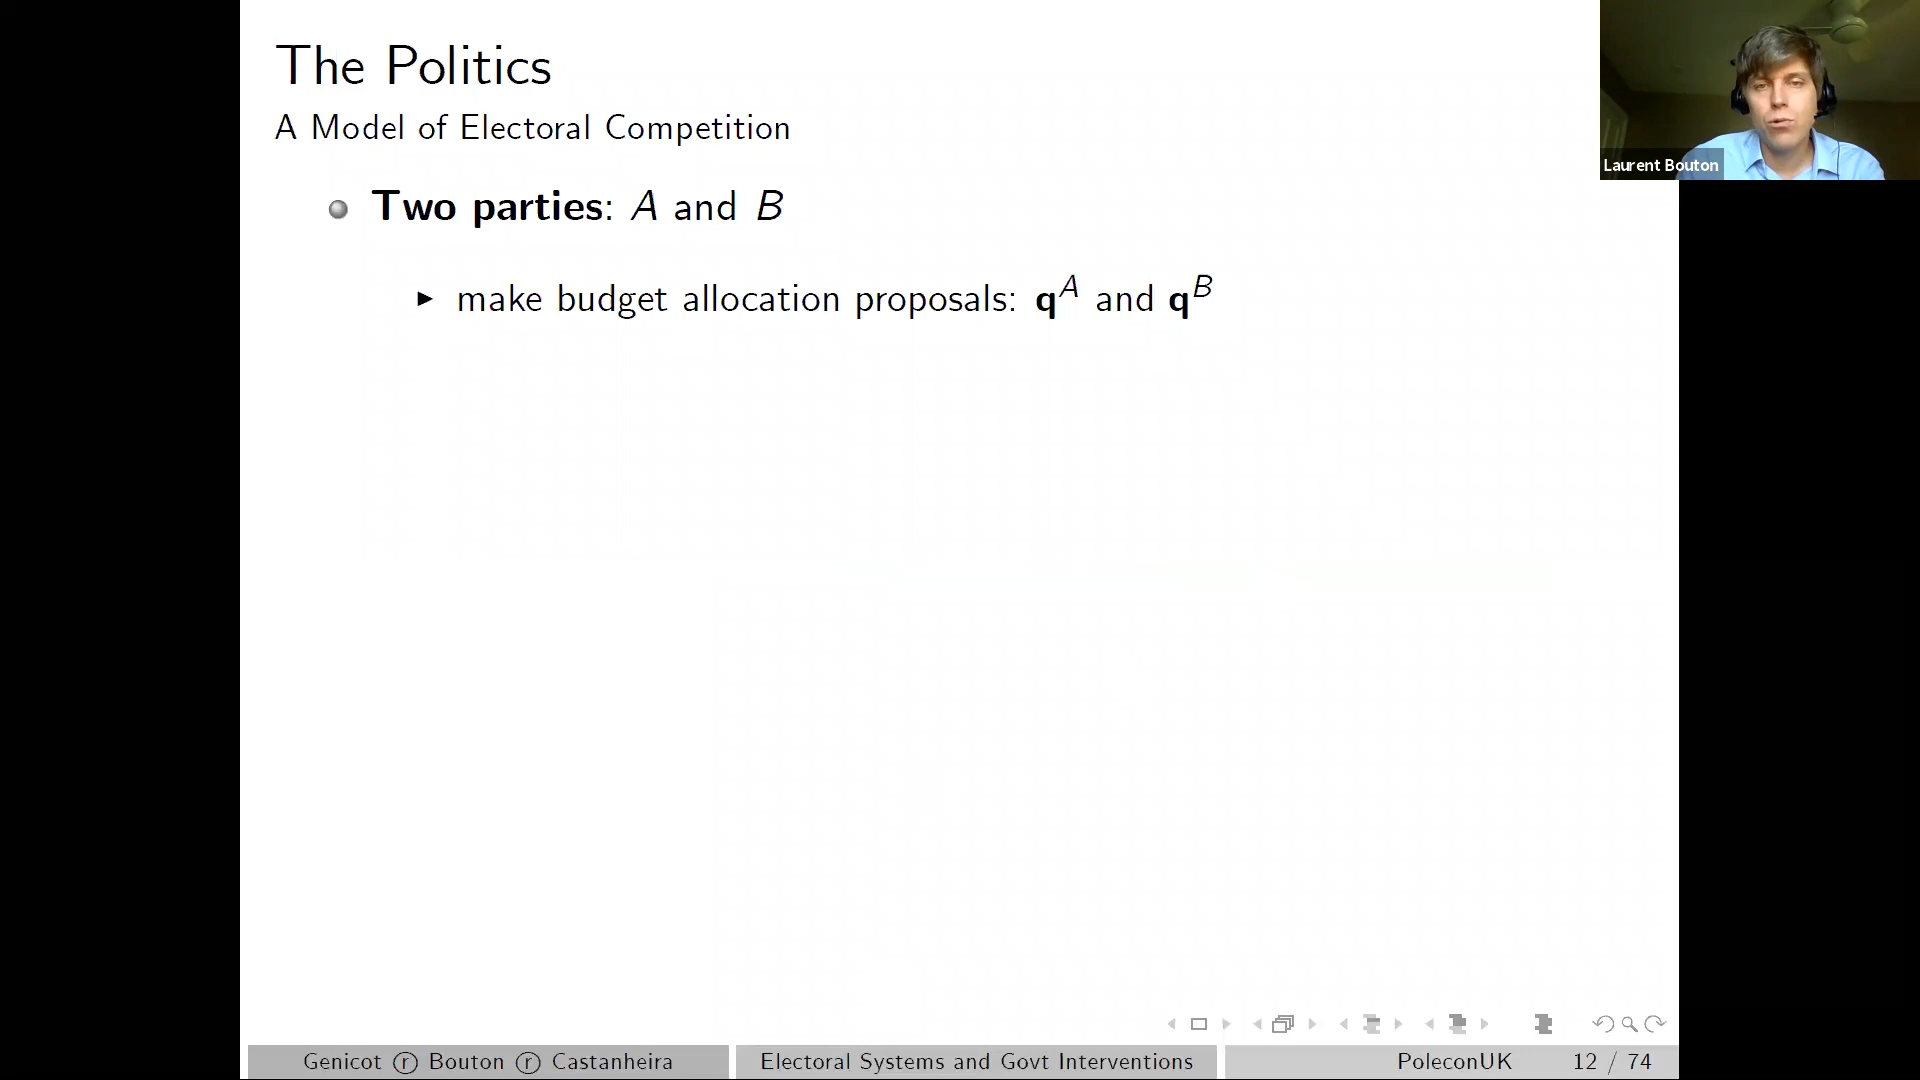 The Politics
A Model of Electoral Competition
Two parties: A and B
make budget allocation proposals: q^A and q^B
Laurent Bouton
Genicot ⓡ Bouton ⓡ Castanheira
Electoral Systems and Govt Interventions
PoleconUK 12 / 74